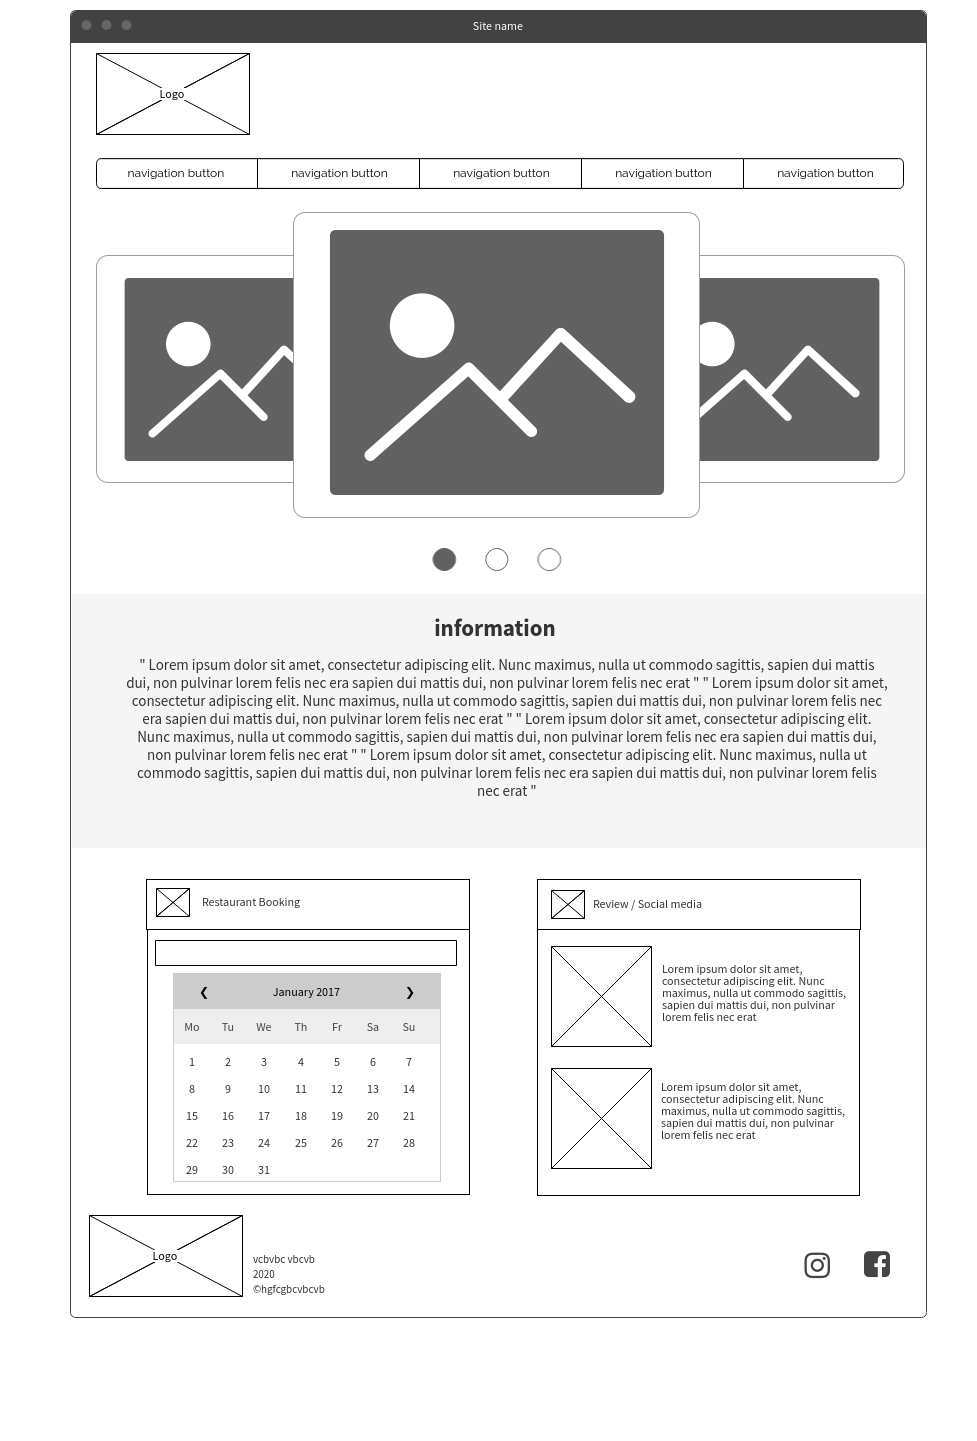 Site name
Logo
navigation button navigation button navigation button navigation button navigation button
information
" Lorem ipsum dolor sit amet, consectetur adipiscing elit. Nunc maximus, nulla ut commodo sagittis, sapien dui mattis
dui, non pulvinar lorem felis nec era sapien dui mattis dui, non pulvinar lorem felis nec erat " " Lorem ipsum dolor sit amet,
consectetur adipiscing elit. Nunc maximus, nulla ut commodo sagittis, sapien dui mattis dui, non pulvinar lorem felis nec
era sapien dui mattis dui, non pulvinar lorem felis nec erat " " Lorem ipsum dolor sit amet, consectetur adipiscing elit.
Nunc maximus, nulla ut commodo sagittis, sapien dui mattis dui, non pulvinar lorem felis nec era sapien dui mattis dui,
non pulvinar lorem felis nec erat " " Lorem ipsum dolor sit amet, consectetur adipiscing elit. Nunc maximus, nulla ut
commodo sagittis, sapien dui mattis dui, non pulvinar lorem felis nec era sapien dui mattis dui, non pulvinar lorem felis
nec erat "
Restaurant Booking
❮ January 2017 ❯
Mo Tu We Th Fr Sa Su
1 2 3 4 5 6 7
8 9 10 11 12 13 14
15 16 17 18 19 20 21
22 23 24 25 26 27 28
29 30 31
Review / Social media
Lorem ipsum dolor sit amet,
consectetur adipiscing elit. Nunc
maximus, nulla ut commodo sagittis,
sapien dui mattis dui, non pulvinar
lorem felis nec erat
Lorem ipsum dolor sit amet,
consectetur adipiscing elit. Nunc
maximus, nulla ut commodo sagittis,
sapien dui mattis dui, non pulvinar
lorem felis nec erat
Logo
vcbvbc vbcvb
2020
©hgfcgbcvbcvb